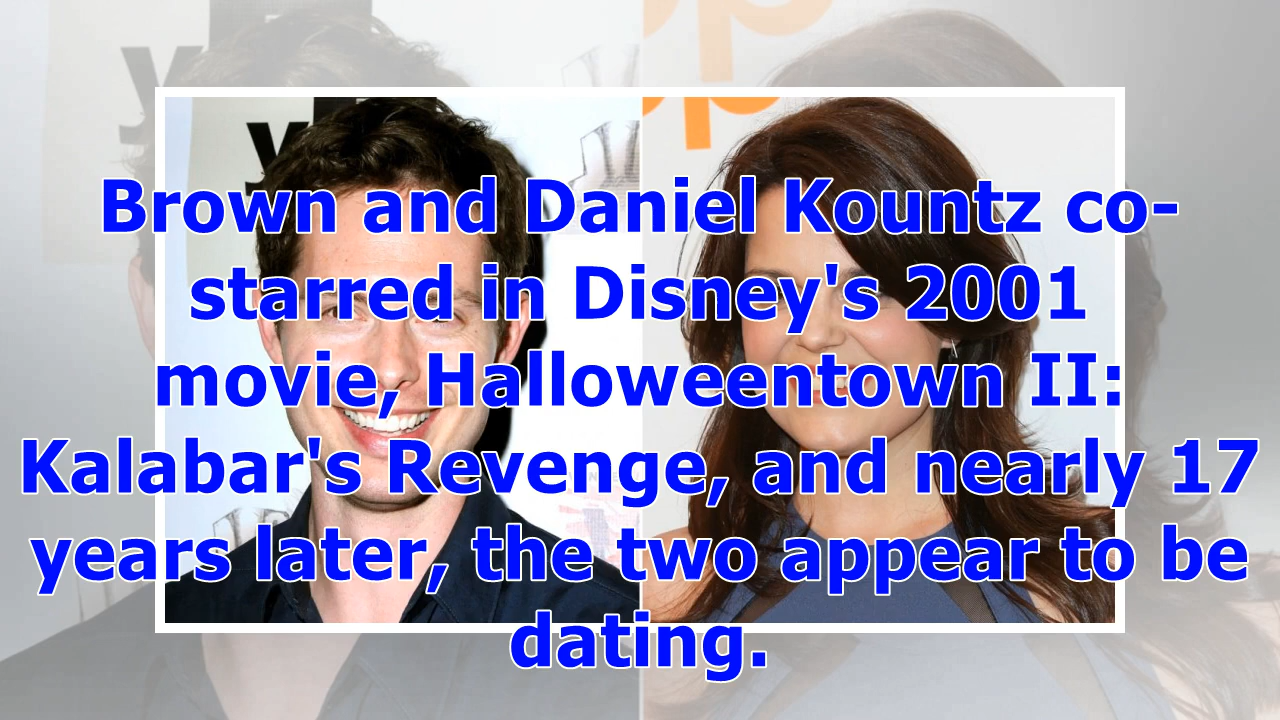 Brown and Daniel Kountz co-
starred in Disney's 2001
movie, Halloweentown II:
Kalabar's Revenge, and nearly 17
years later, the two appear to be
dating.